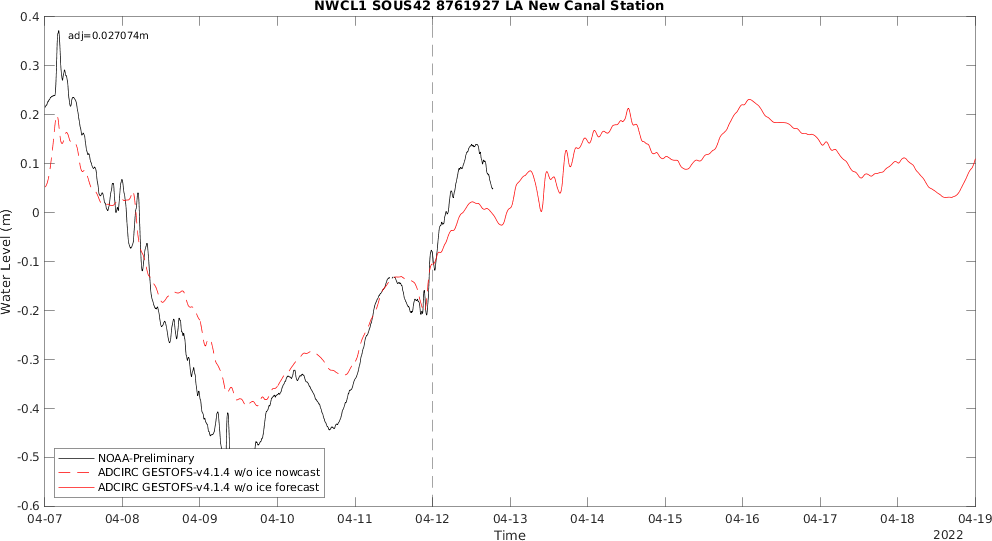 NWCL1 SOUS42 8761927 LA New Canal Station
adj=0.027074m
Water Level (m)
0.4
0.3
0.2
0.1
0
-0.1
-0.2
-0.3
-0.4
-0.5
-0.6
NOAA-Preliminary
ADCIRC GESTOFS-v4.1.4 w/o ice nowcast
ADCIRC GESTOFS-v4.1.4 w/o ice forecast
04-07 04-08 04-09 04-10 04-11 04-12 04-13 04-14 04-15 04-16 04-17 04-18 04-19
Time
2022